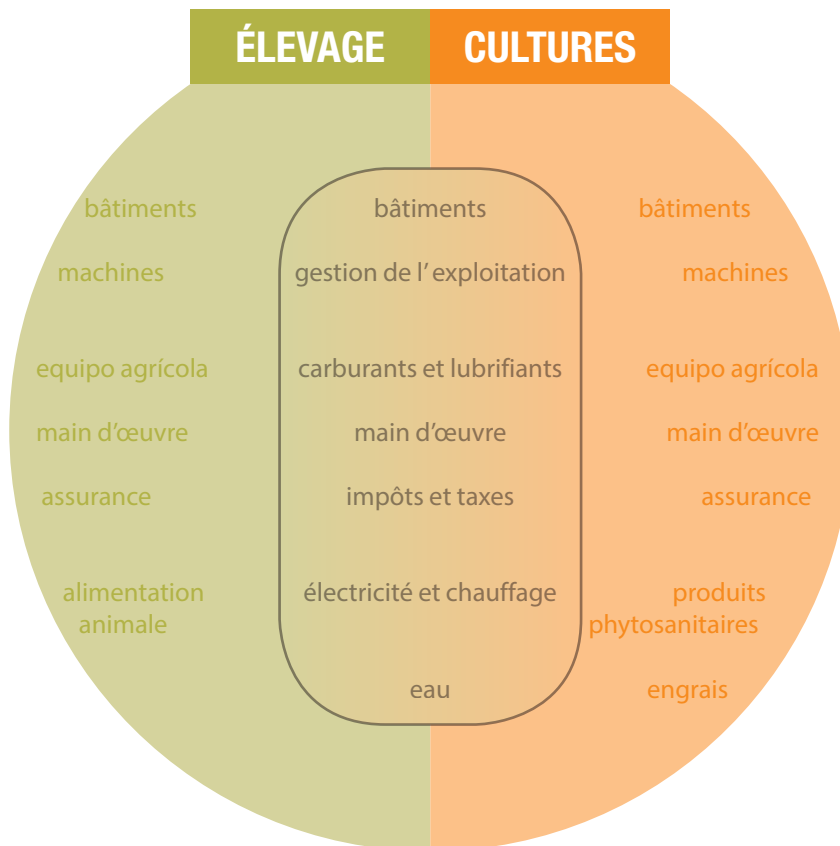 ÉLEVAGE
CULTURES
bâtiments
machines
equipo agrícola
main d'œuvre
assurance
alimentation
animale
bâtiments
gestion de l'exploitation
carburants et lubrifiants
main d'œuvre
impôts et taxes
électricité et chauffage
eau
bâtiments
machines
equipo agrícola
main d'œuvre
assurance
produits
phytosanitaires
engrais